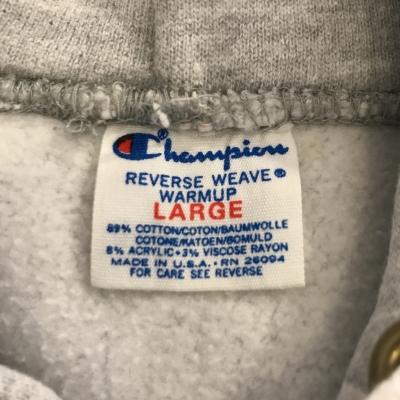 Champion
REVERSE WEAVE®
WARMUP
LARGE
89% COTTON/COTON/BAUMWOLLE
COTONE/KATOEN/BOMULD
8% ACRYLIC • 3% VISCOSE RAYON
MADE IN U.S.A. • RN 26094
FOR CARE SEE REVERSE